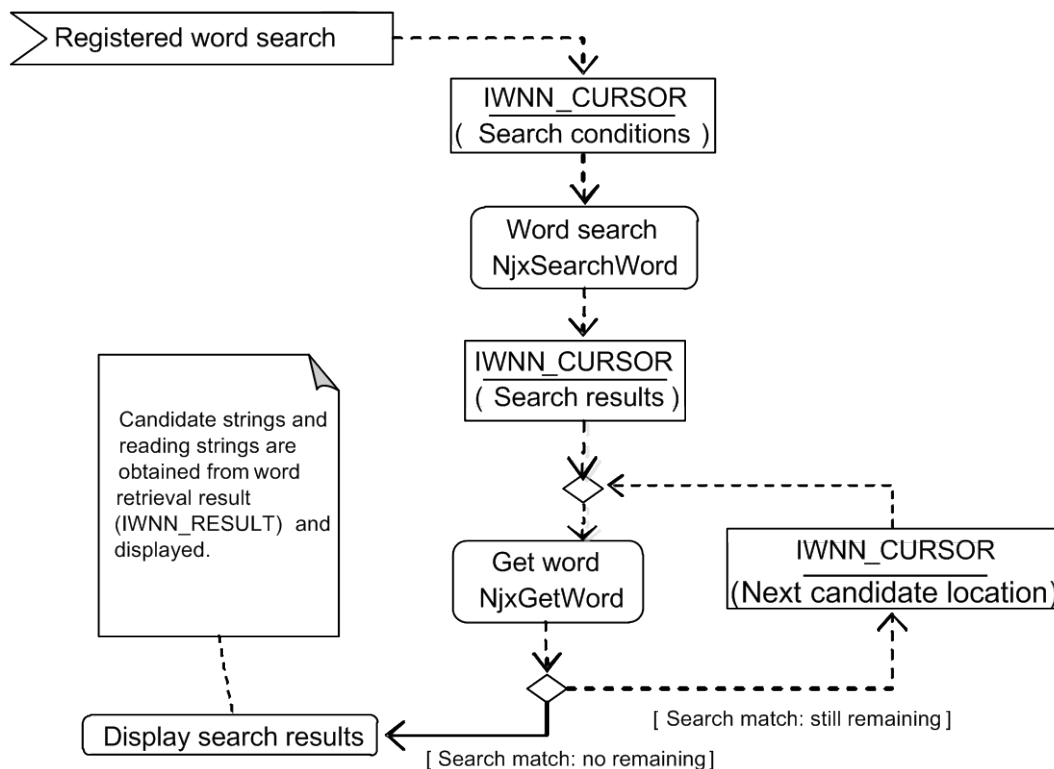 Registered word search
IWNN_CURSOR
( Search conditions )
Word search
NjxSearchWord
IWNN_CURSOR
( Search results )
Candidate strings and
reading strings are
obtained from word
retrieval result
(IWNN_RESULT) and
displayed.
Get word
NjxGetWord
IWNN_CURSOR
(Next candidate location)
[ Search match: still remaining ]
Display search results
[ Search match: no remaining]